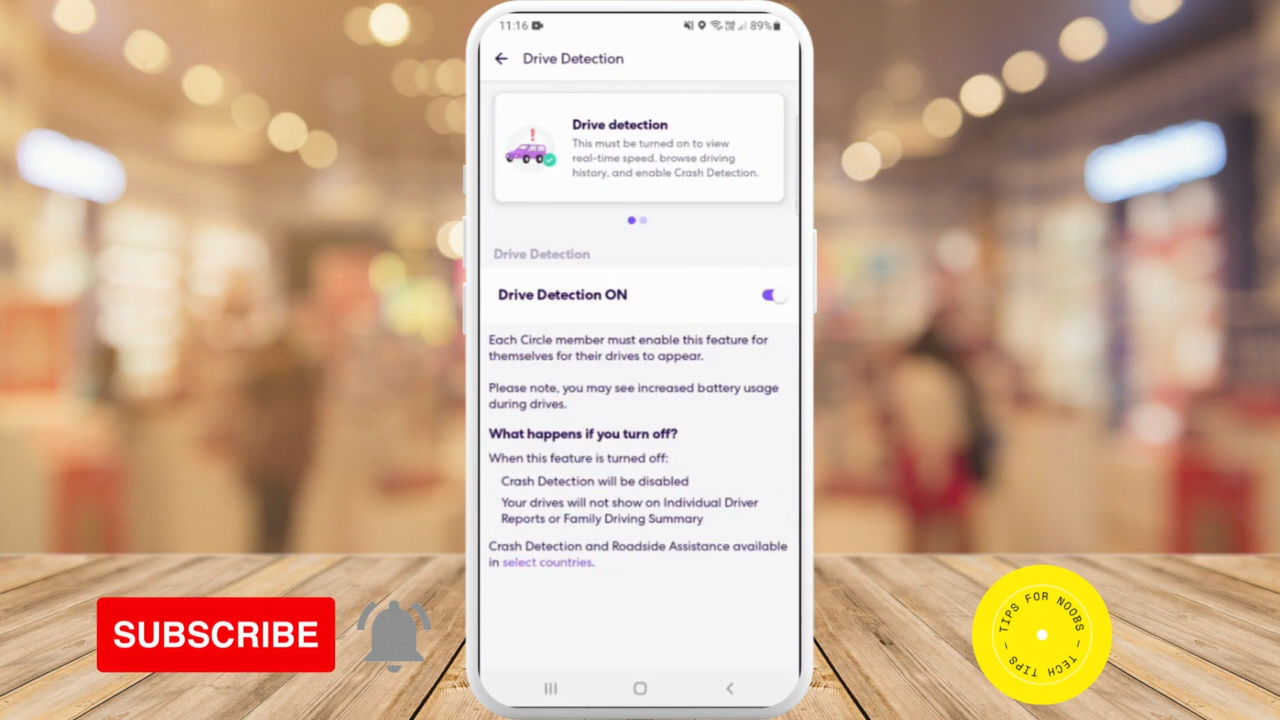 11:16
89%
Drive Detection
Drive detection
This must be turned on to view
real-time speed, browse driving
history, and enable Crash Detection.
Drive Detection
Drive Detection ON
Each Circle member must enable this feature for
themselves for their drives to appear.
Please note, you may see increased battery usage
during drives.
What happens if you turn off?
When this feature is turned off:
Crash Detection will be disabled
Your drives will not show on Individual Driver
Reports or Family Driving Summary
Crash Detection and Roadside Assistance available
in select countries.
SUBSCRIBE
TIPS FOR NOOBS
– TECH TIPS –